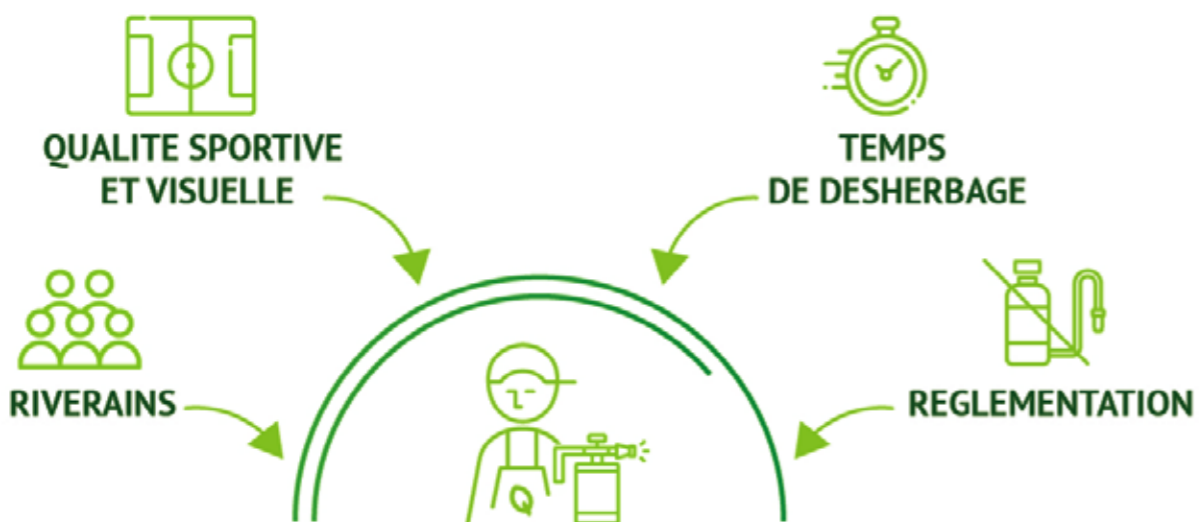 QUALITE SPORTIVE
ET VISUELLE
TEMPS
DE DESHERBAGE
RIVERAINS
REGLEMENTATION